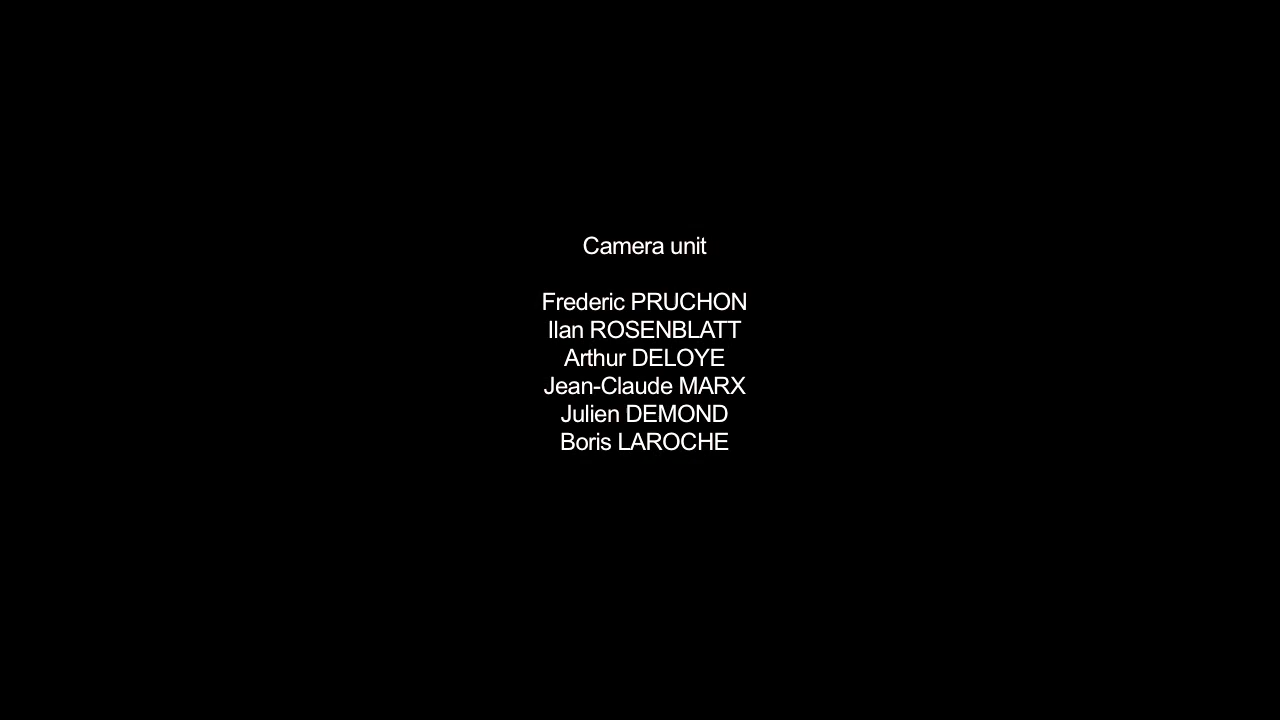 Camera unit
Frederic PRUCHON
Ilan ROSENBLATT
Arthur DELOYE
Jean-Claude MARX
Julien DEMOND
Boris LAROCHE